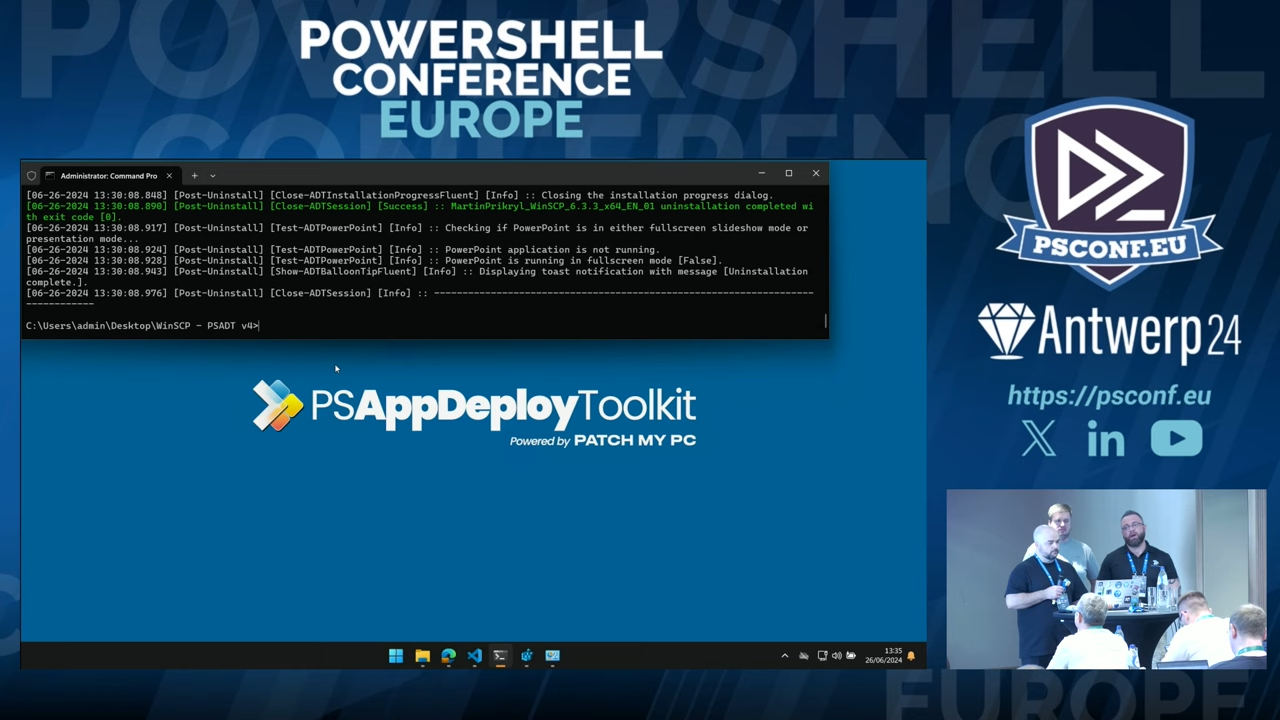 POWERSHELL
CONFERENCE
EUROPE
Administrator: Command Pro
[06-26-2024 13:30:08.848] [Post-Uninstall] [Close-ADTInstallationProgressFluent] [Info] :: Closing the installation progress dialog.
[06-26-2024 13:30:08.890] [Post-Uninstall] [Close-ADTSession] [Success] :: MartinPrikryl_WinSCP_6.3.3_x64_EN_01 uninstallation completed wi
th exit code [0].
[06-26-2024 13:30:08.917] [Post-Uninstall] [Test-ADTPowerPoint] [Info] :: Checking if PowerPoint is in either fullscreen slideshow mode or
presentation mode...
[06-26-2024 13:30:08.924] [Post-Uninstall] [Test-ADTPowerPoint] [Info] :: PowerPoint application is not running.
[06-26-2024 13:30:08.928] [Post-Uninstall] [Test-ADTPowerPoint] [Info] :: PowerPoint is running in fullscreen mode [False].
[06-26-2024 13:30:08.943] [Post-Uninstall] [Show-ADTBalloonTipFluent] [Info] :: Displaying toast notification with message [Uninstallation
complete.].
[06-26-2024 13:30:08.976] [Post-Uninstall] [Close-ADTSession] [Info] :: -------------------------------------------------------------------------------
C:\Users\admin\Desktop\WinSCP - PSADT v4>
PSAppDeployToolkit
Powered by PATCH MY PC
13:35
26/06/2024
PSCONF.EU
Antwerp 24
https://psconf.eu
X in
POWERSHELL
CONFERENCE
EUROPE